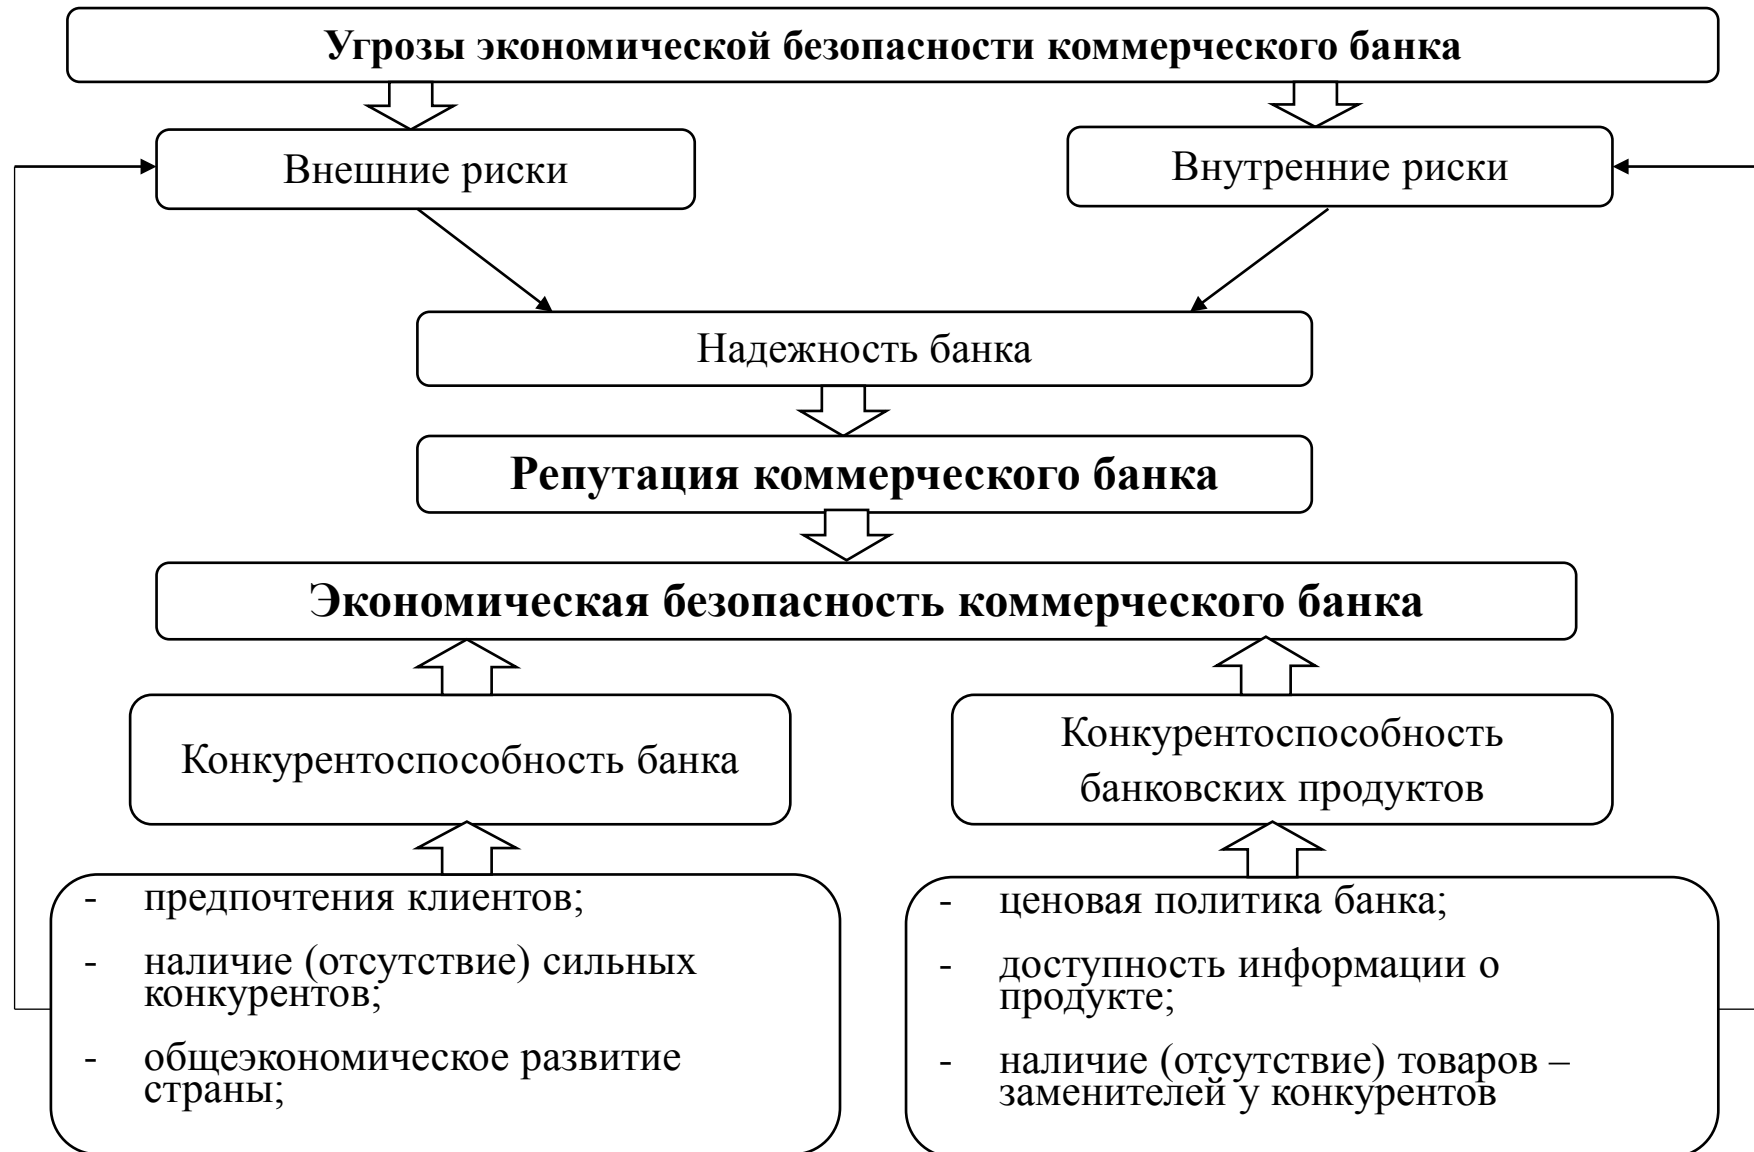 Угрозы экономической безопасности коммерческого банка
Внешние риски
Внутренние риски
Надежность банка
Репутация коммерческого банка
Экономическая безопасность коммерческого банка
Конкурентоспособность банка
Конкурентоспособность
банковских продуктов
- предпочтения клиентов;
- наличие (отсутствие) сильных
конкурентов;
- общеэкономическое развитие
страны;
- ценовая политика банка;
- доступность информации о
продукте;
- наличие (отсутствие) товаров –
заменителей у конкурентов